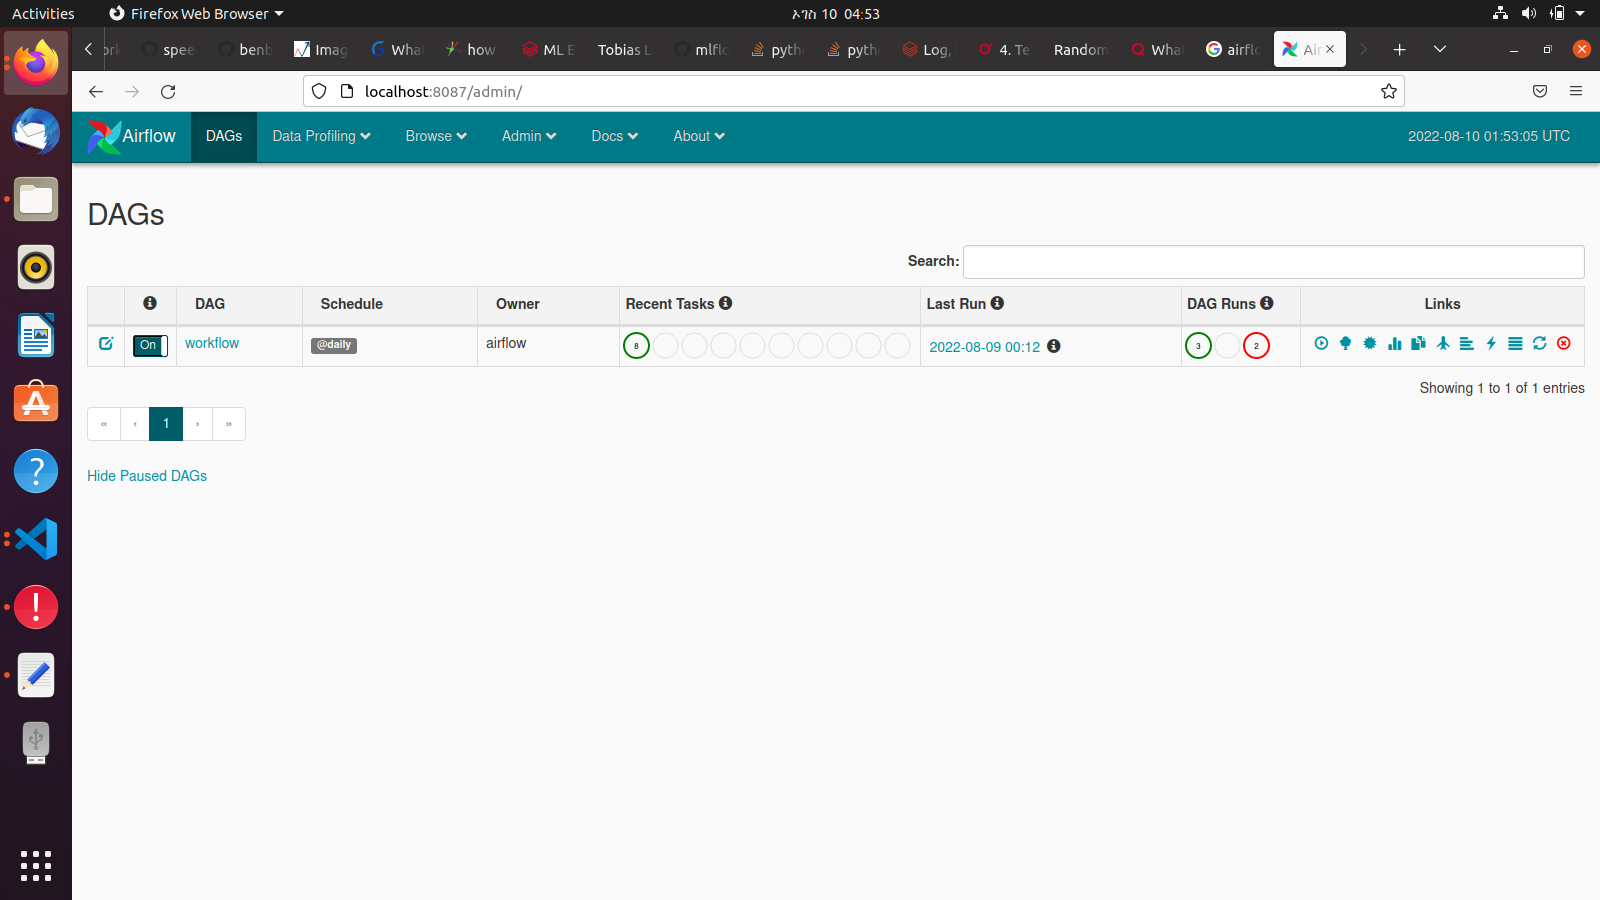 Activities
Firefox Web Browser
ኦገስ 10 04:53
spee
benb
Imag
Wha
how
ML E
Tobias L
mlflo
pyth
pyth
Log,
4. Te
Random
Wha
airflo
Air
localhost:8087/admin/
Airflow
DAGs
Data Profiling
Browse
Admin
Docs
About
2022-08-10 01:53:05 UTC
DAGs
Search:
DAG
Schedule
Owner
Recent Tasks
Last Run
DAG Runs
Links
On
workflow
@daily
airflow
8
2022-08-09 00:12
3
2
Showing 1 to 1 of 1 entries
«
‹
1
›
»
Hide Paused DAGs